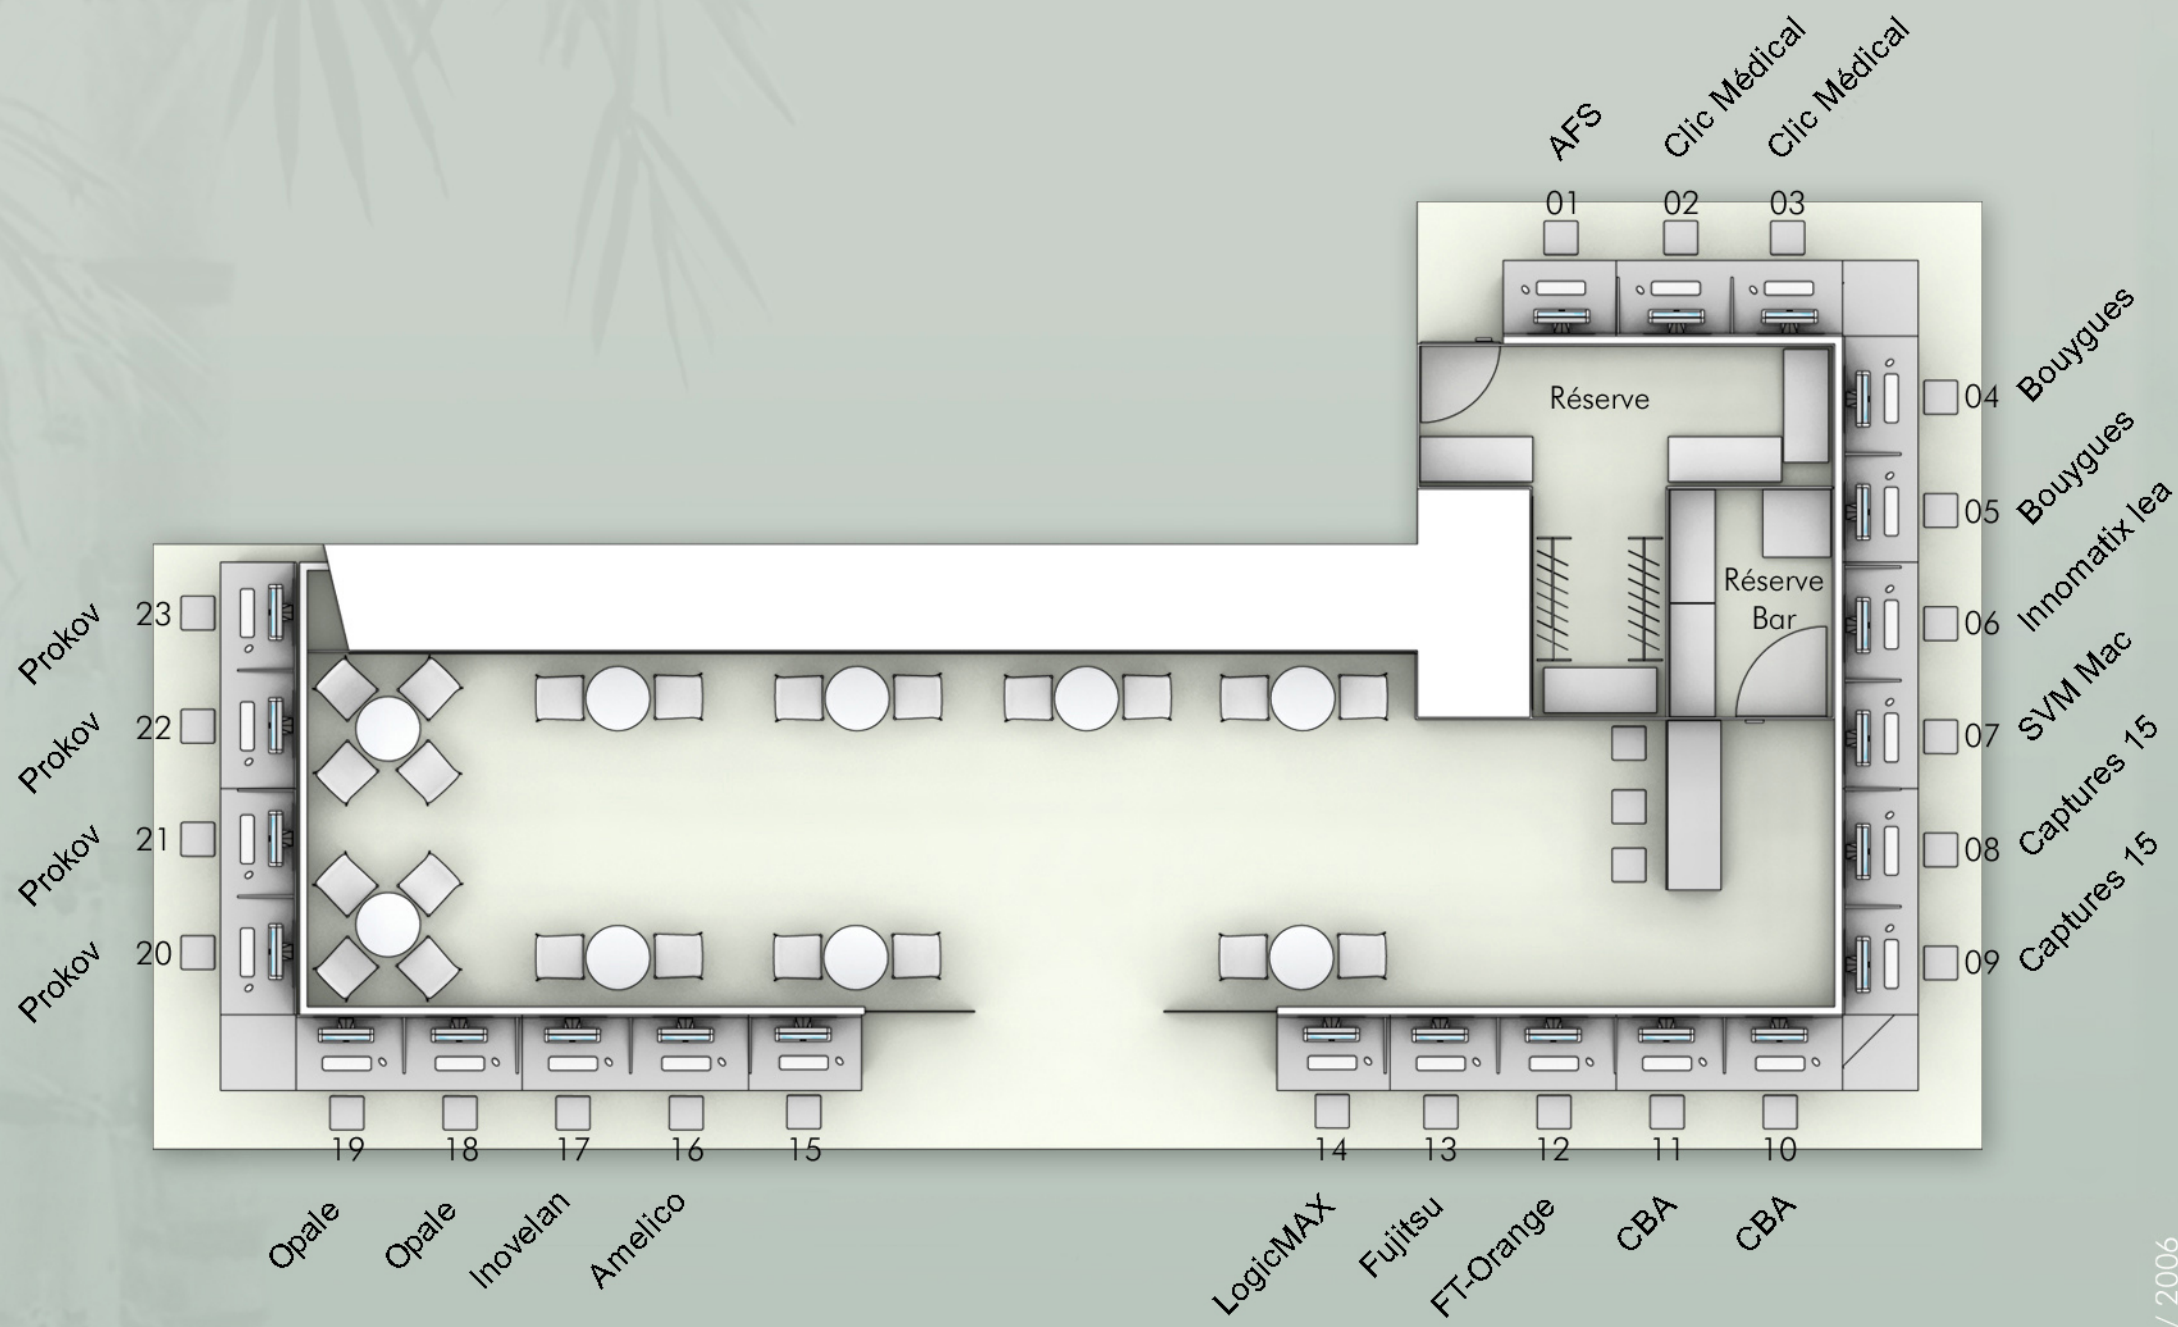 AFS
Clic Médical
Clic Médical
01
02
03
Bouygues
04
Réserve
Bouygues
05
Innomatix lea
06
Réserve
Bar
SVM Mac
07
Captures 15
08
Captures 15
09
Prokov
23
Prokov
22
Prokov
21
Prokov
20
19
18
17
16
15
14
13
12
11
10
Opale
Opale
Inovelan
Amelico
LogicMAX
Fujitsu
FT-Orange
CBA
CBA
/ 2006